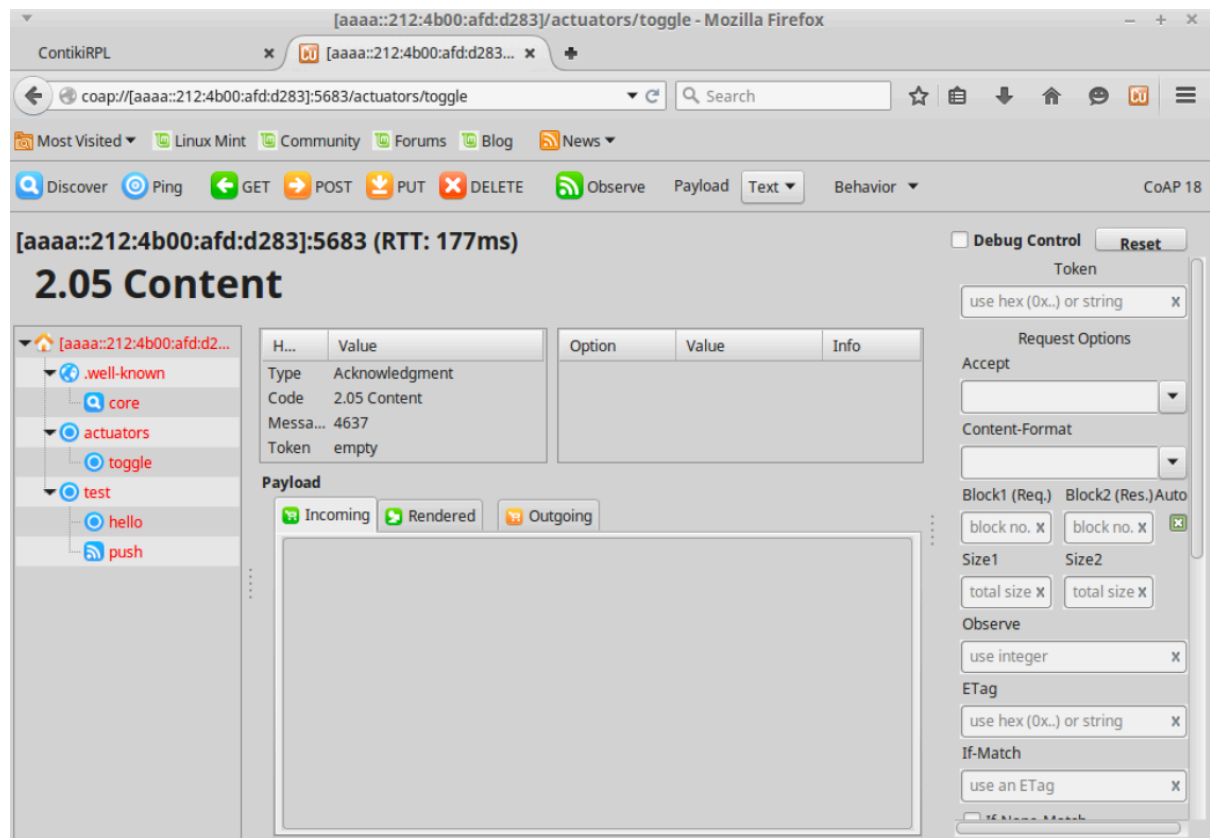 [aaaa::212:4b00:afd:d283]/actuators/toggle - Mozilla Firefox
ContikiRPL
[aaaa::212:4b00:afd:d283...
coap://[aaaa::212:4b00:afd:d283]:5683/actuators/toggle
Search
Most Visited Linux Mint Community Forums Blog News
Discover Ping GET POST PUT DELETE Observe Payload Text Behavior CoAP 18
[aaaa::212:4b00:afd:d283]:5683 (RTT: 177ms)
2.05 Content
[aaaa::212:4b00:afd:d2...
.well-known
core
actuators
toggle
test
hello
push
H... Value
Type Acknowledgment
Code 2.05 Content
Messa... 4637
Token empty
Option Value Info
Payload
Incoming Rendered Outgoing
Debug Control Reset
Token
use hex (0x..) or string x
Request Options
Accept
Content-Format
Block1 (Req.) Block2 (Res.) Auto
block no. x block no. x
Size1 Size2
total size x total size x
Observe
use integer x
ETag
use hex (0x..) or string x
If-Match
use an ETag x
If-None-Match